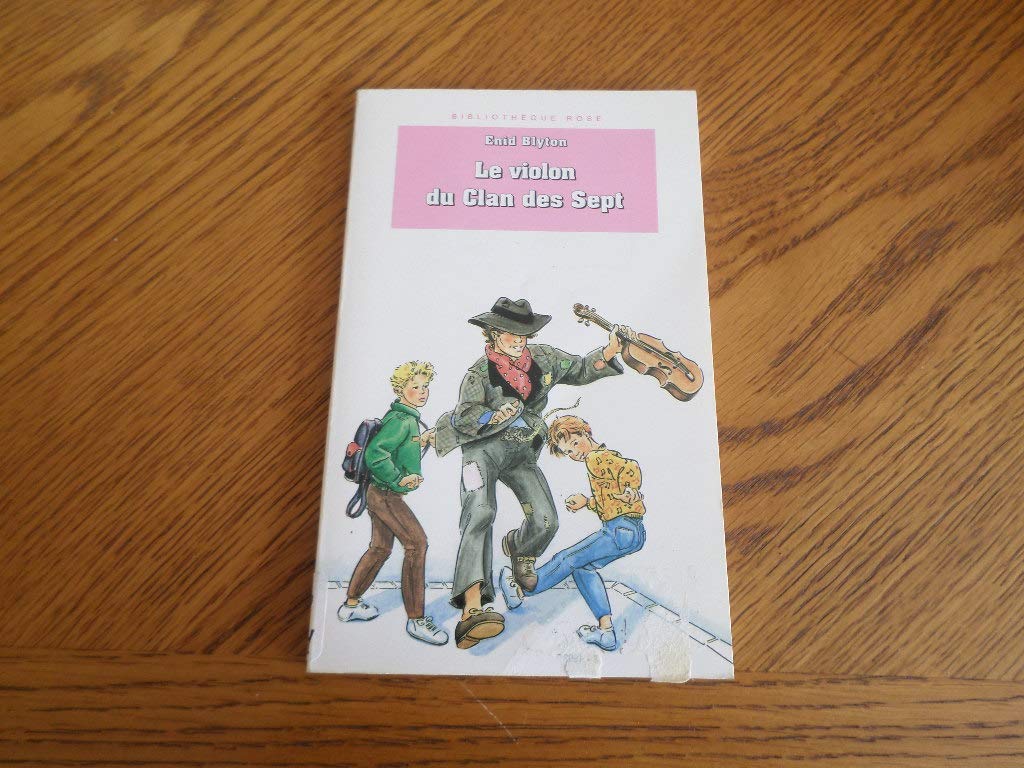 BIBLIOTHÈQUE ROSE
Enid Blyton
Le violon
du Clan des Sept